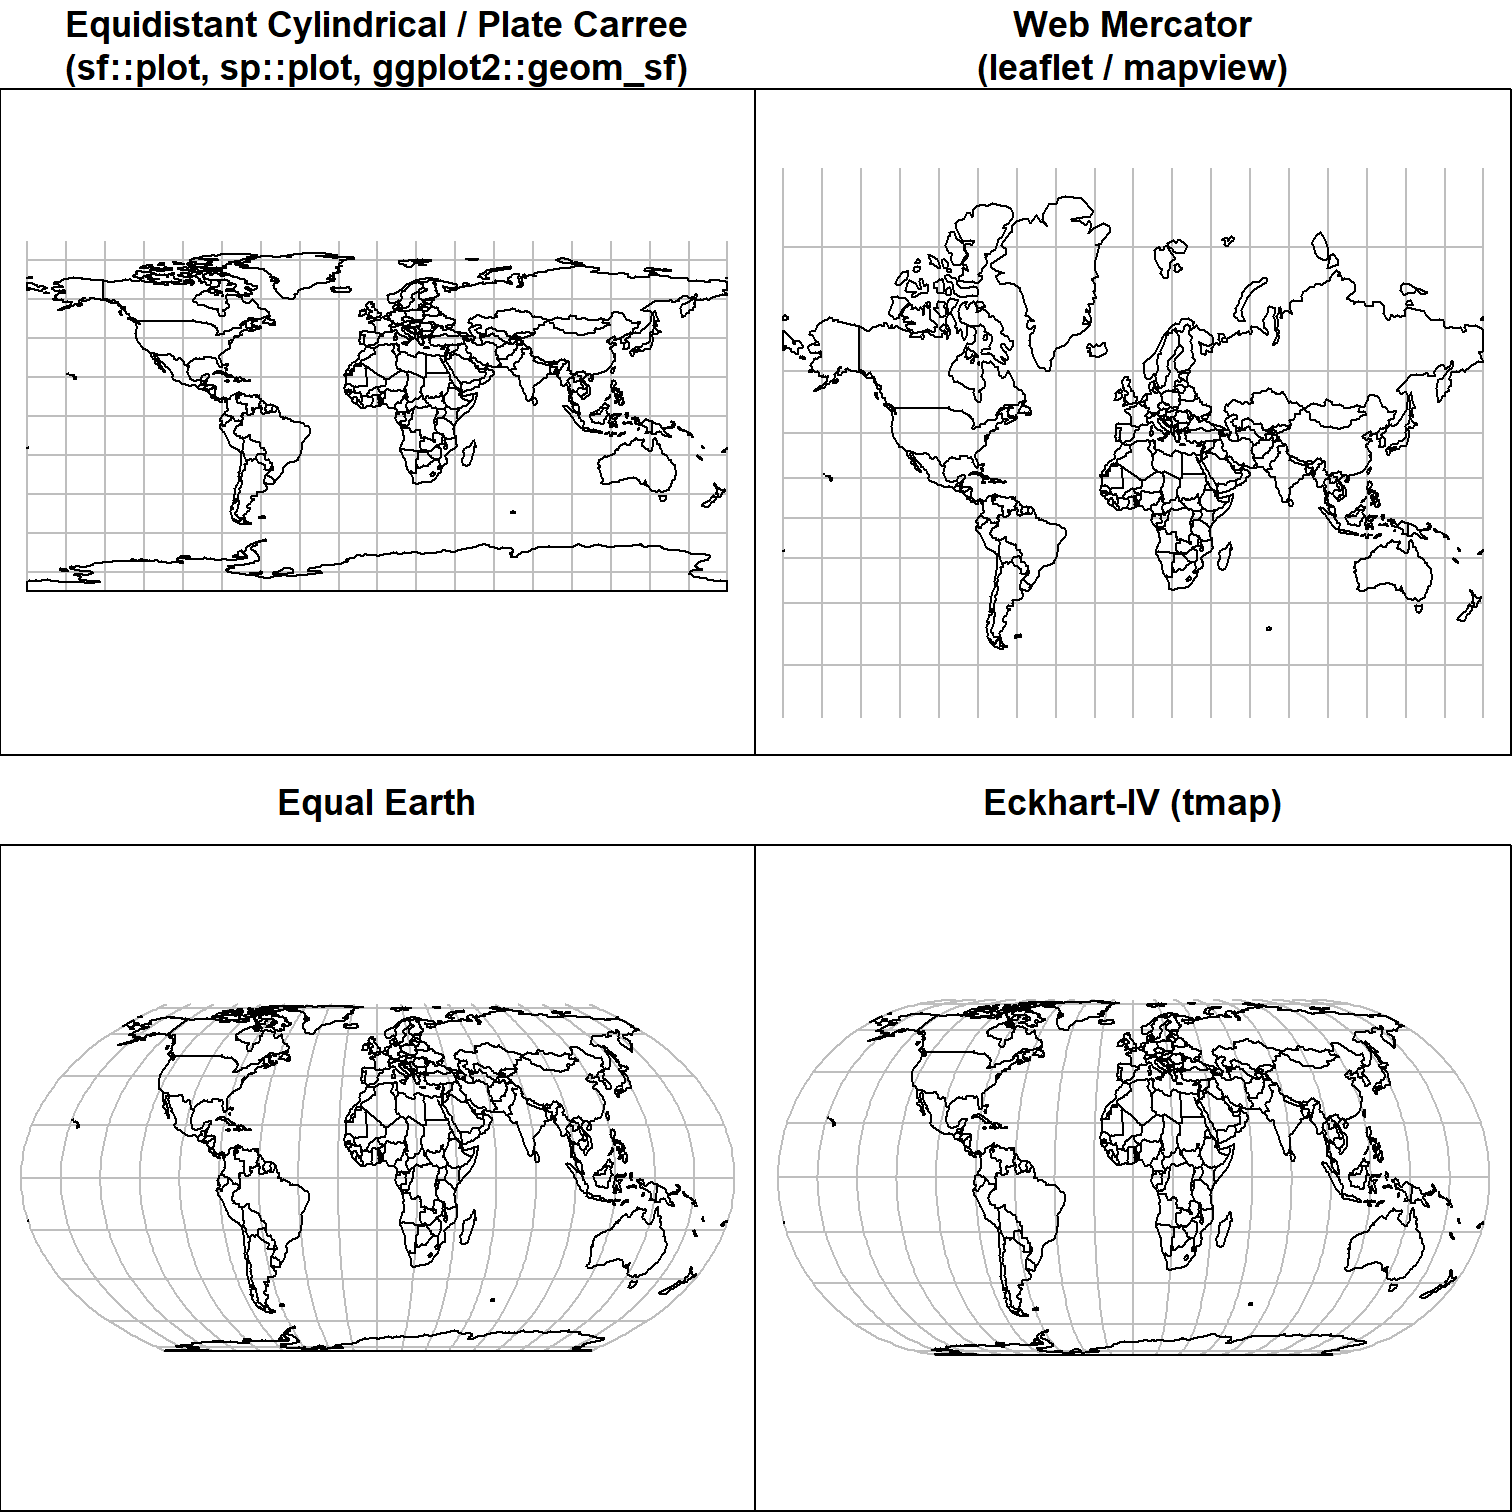 Equidistant Cylindrical / Plate Carree
(sf::plot, sp::plot, ggplot2::geom_sf)
Web Mercator
(leaflet / mapview)
Equal Earth
Eckhart-IV (tmap)